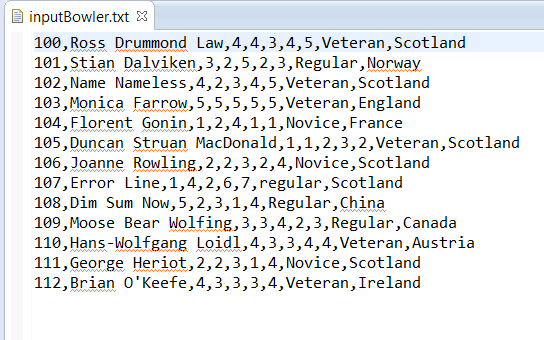 inputBowler.txt
100,Ross Drummond Law,4,4,3,4,5,Veteran,Scotland
101,Stian Dalviken,3,2,5,2,3,Regular,Norway
102,Name Nameless,4,2,3,4,5,Veteran,Scotland
103,Monica Farrow,5,5,5,5,5,Veteran,England
104,Florent Gonin,1,2,4,1,1,Novice,France
105,Duncan Struan MacDonald,1,1,2,3,2,Veteran,Scotland
106,Joanne Rowling,2,2,3,2,4,Novice,Scotland
107,Error Line,1,4,2,6,7,regular,Scotland
108,Dim Sum Now,5,2,3,1,4,Regular,China
109,Moose Bear Wolfing,3,3,4,2,3,Regular,Canada
110,Hans-Wolfgang Loidl,4,3,3,4,4,Veteran,Austria
111,George Heriot,2,2,3,1,4,Novice,Scotland
112,Brian O'Keefe,4,3,3,3,4,Veteran,Ireland